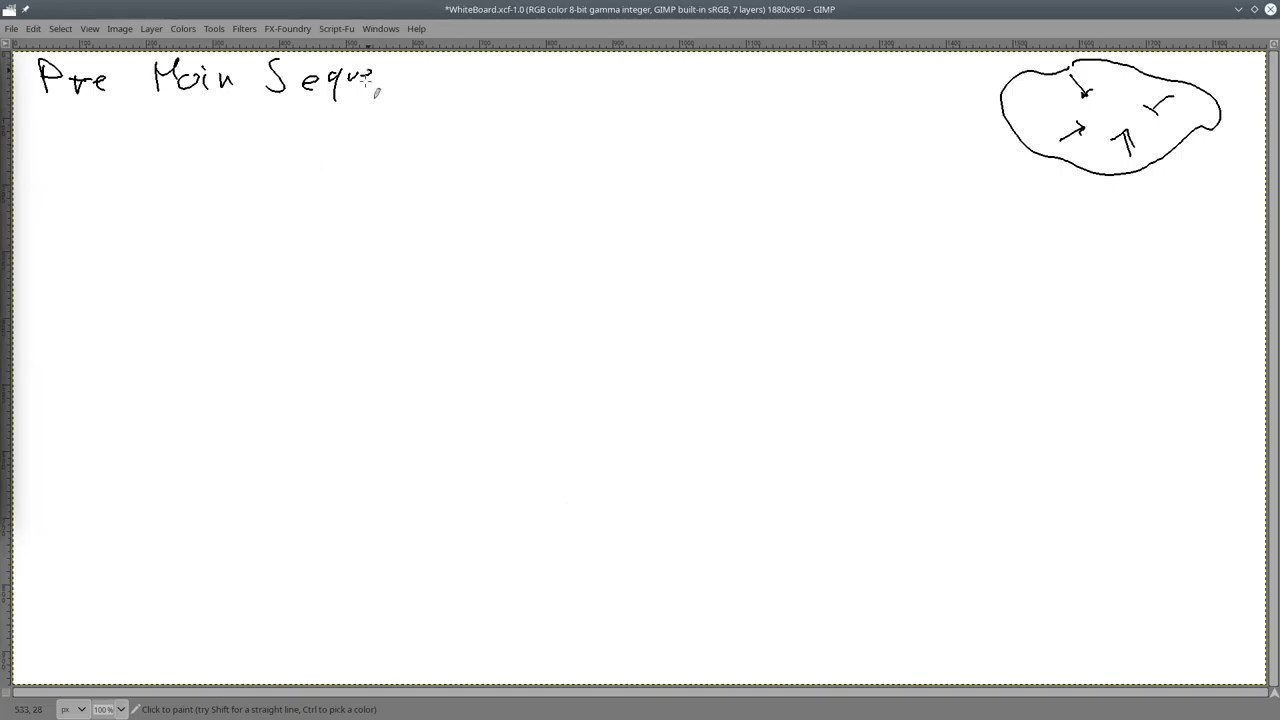 *WhiteBoard.xcf-1.0 (RGB color 8-bit gamma integer, GIMP built-in sRGB, 7 layers) 1880x950 – GIMP
File Edit Select View Image Layer Colors Tools Filters FX-Foundry Script-Fu Windows Help
Pre Main Seque
533, 28 px 100% Click to paint (try Shift for a straight line, Ctrl to pick a color)